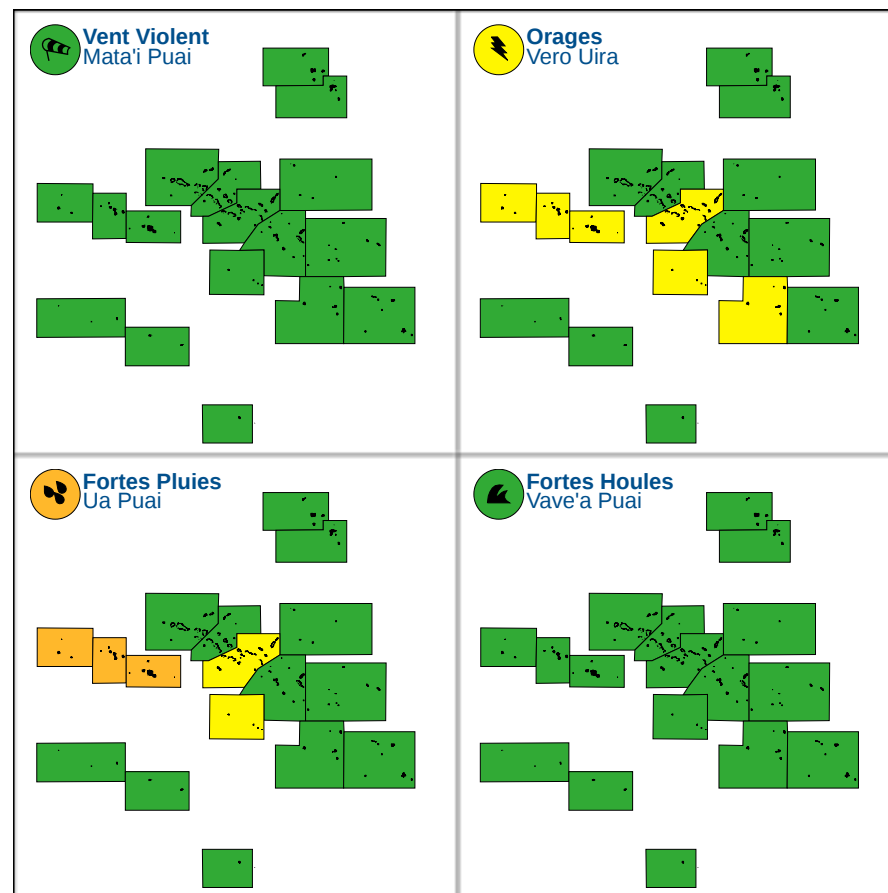 Vent Violent
Mata'i Puai
Orages
Vero Uira
Fortes Pluies
Ua Puai
Fortes Houles
Vave'a Puai